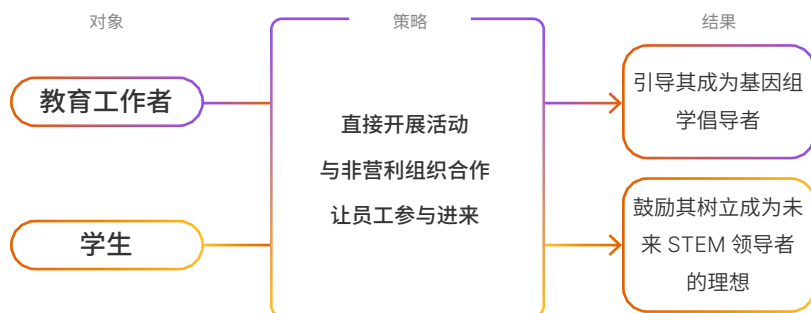 对象
策略
结果
教育工作者
学生
直接开展活动
与非营利组织合作
让员工参与进来
引导其成为基因组
学倡导者
鼓励其树立成为未
来 STEM 领导者
的理想